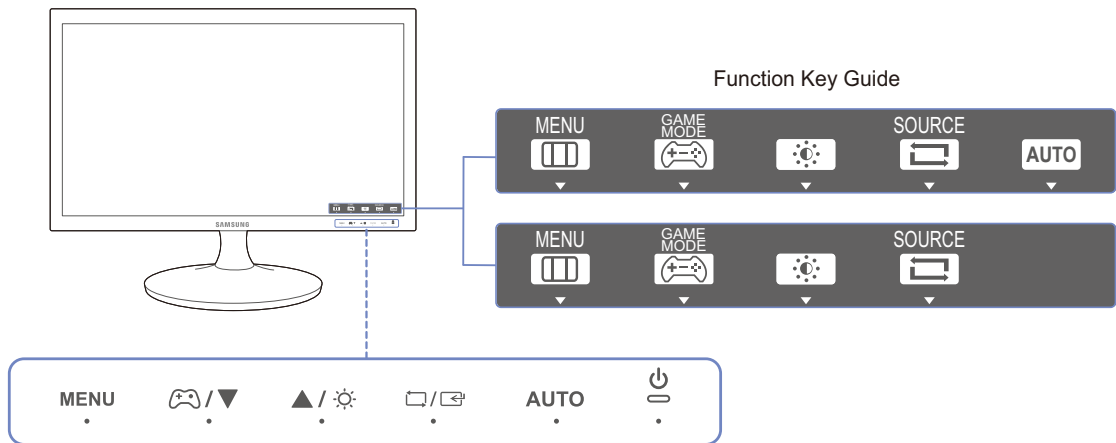 Function Key Guide
SAMSUNG
MENU GAME MODE SOURCE AUTO
MENU GAME MODE SOURCE
MENU / ▼ ▲ / / AUTO